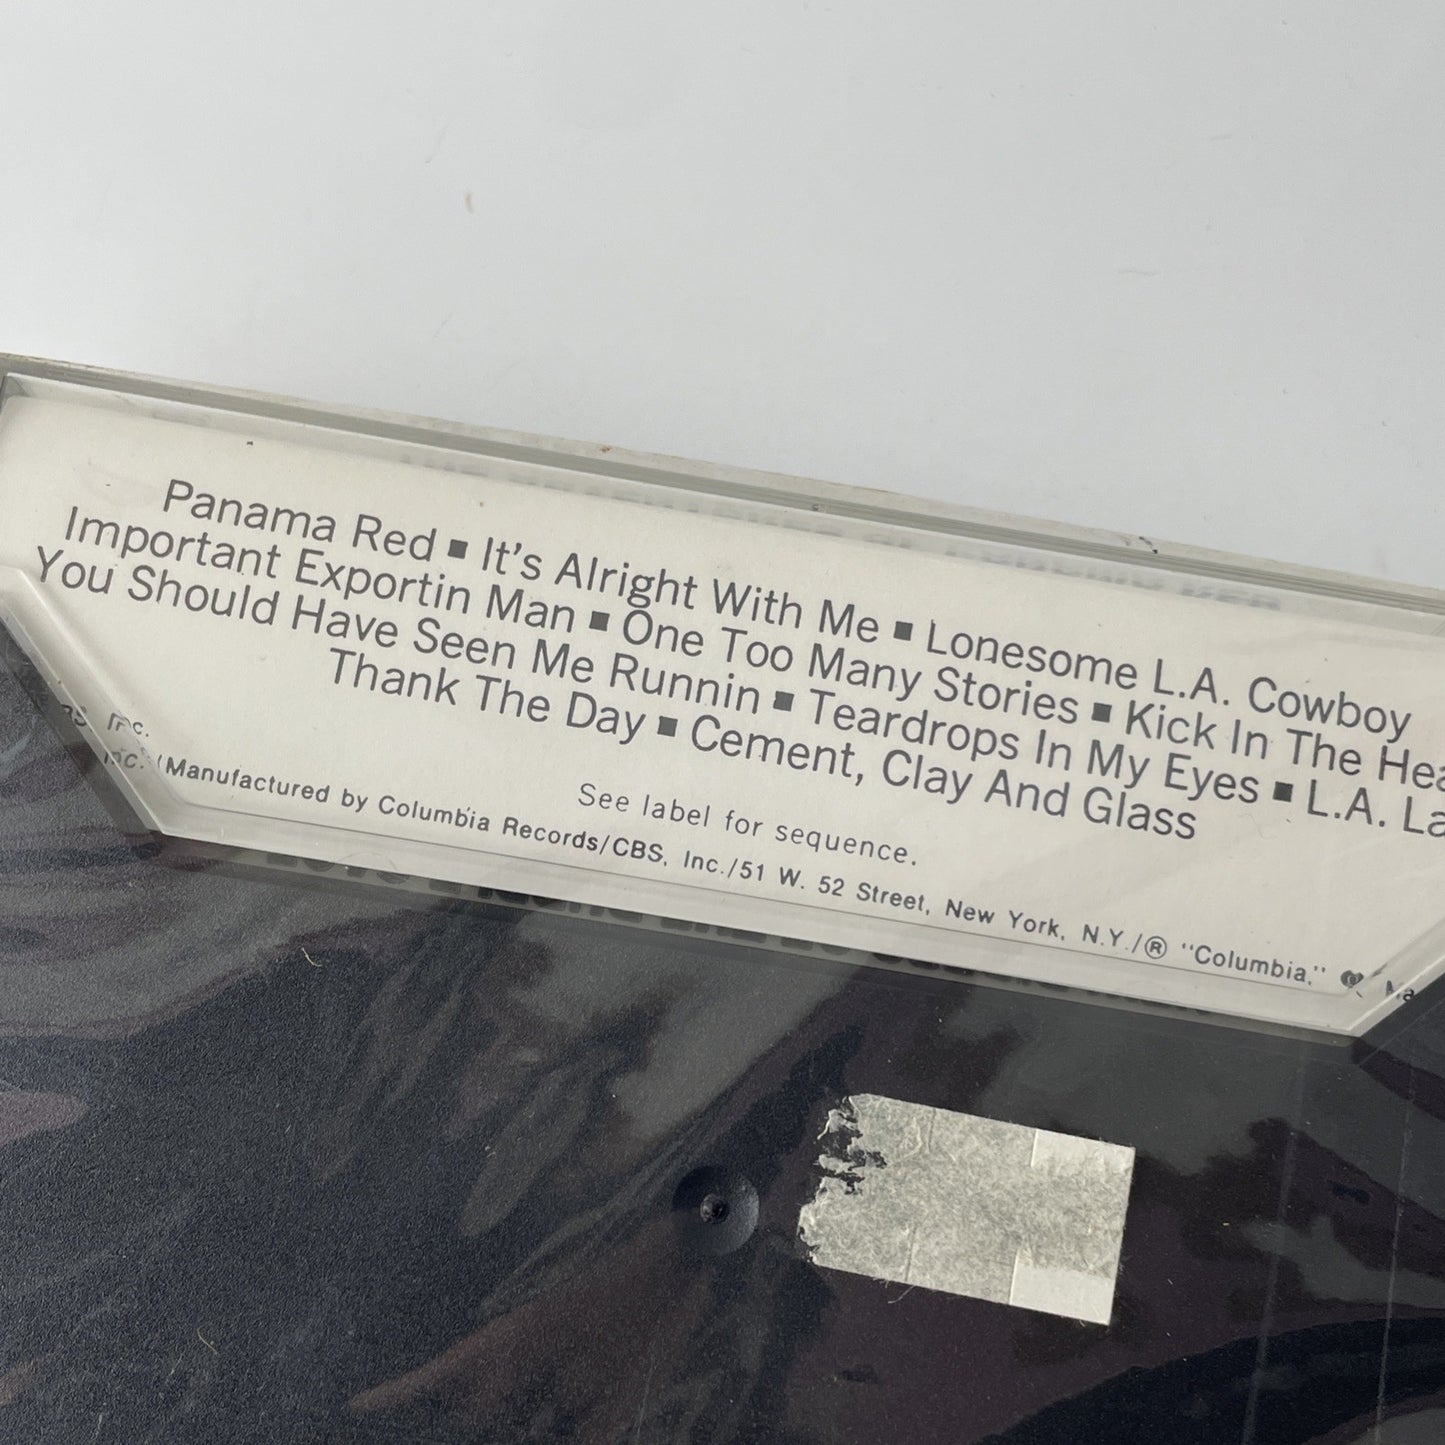 Panama Red ▪ It's Alright With Me ▪ Lonesome L.A. Cowboy
Important Exportin Man ▪ One Too Many Stories ▪ Kick In The
You Should Have Seen Me Runnin ▪ Teardrops In My Eyes ▪ L.A.
Thank The Day ▪ Cement, Clay And Glass
See label for sequence.
Inc.
Inc. / Manufactured by Columbia Records/CBS, Inc./51 W. 52 Street, New York, N.Y./® "Columbia,"